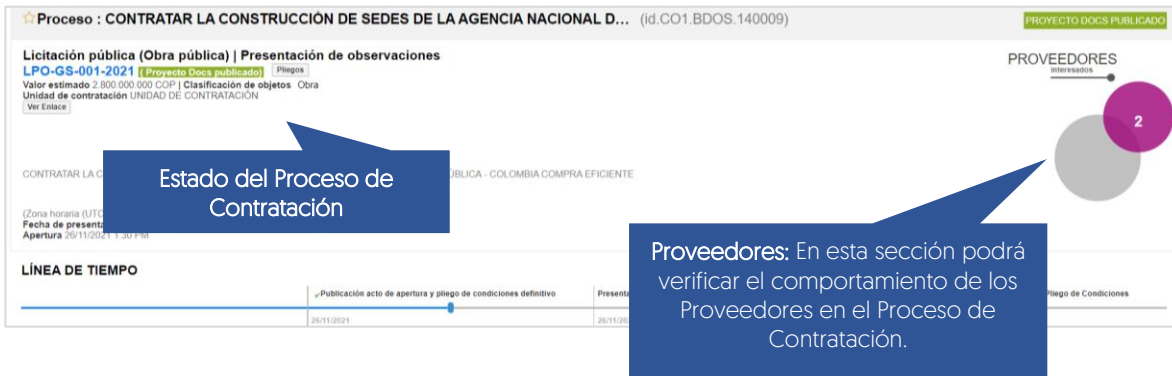 Proceso : CONTRATAR LA CONSTRUCCIÓN DE SEDES DE LA AGENCIA NACIONAL D... (id.CO1.BDOS.140009)
PROYECTO DOCS PUBLICADO
Licitación pública (Obra pública) | Presentación de observaciones
LPO-GS-001-2021 [ Proyecto Docs publicado] Pliegos
Valor estimado 2.800.000.000 COP | Clasificación de objetos Obra
Unidad de contratación UNIDAD DE CONTRATACIÓN
Ver Enlace
PROVEEDORES
Interesados
2
CONTRATAR LA C
ÚBLICA - COLOMBIA COMPRA EFICIENTE
Estado del Proceso de
Contratación
(Zona horaria (UTC
Fecha de presenta
Apertura 26/11/2021 1:30 PM
Proveedores: En esta sección podrá
verificar el comportamiento de los
Proveedores en el Proceso de
Contratación.
LÍNEA DE TIEMPO
Publicación acto de apertura y pliego de condiciones definitivo
Presenta
Pliego de Condiciones
26/11/2021
26/11/20